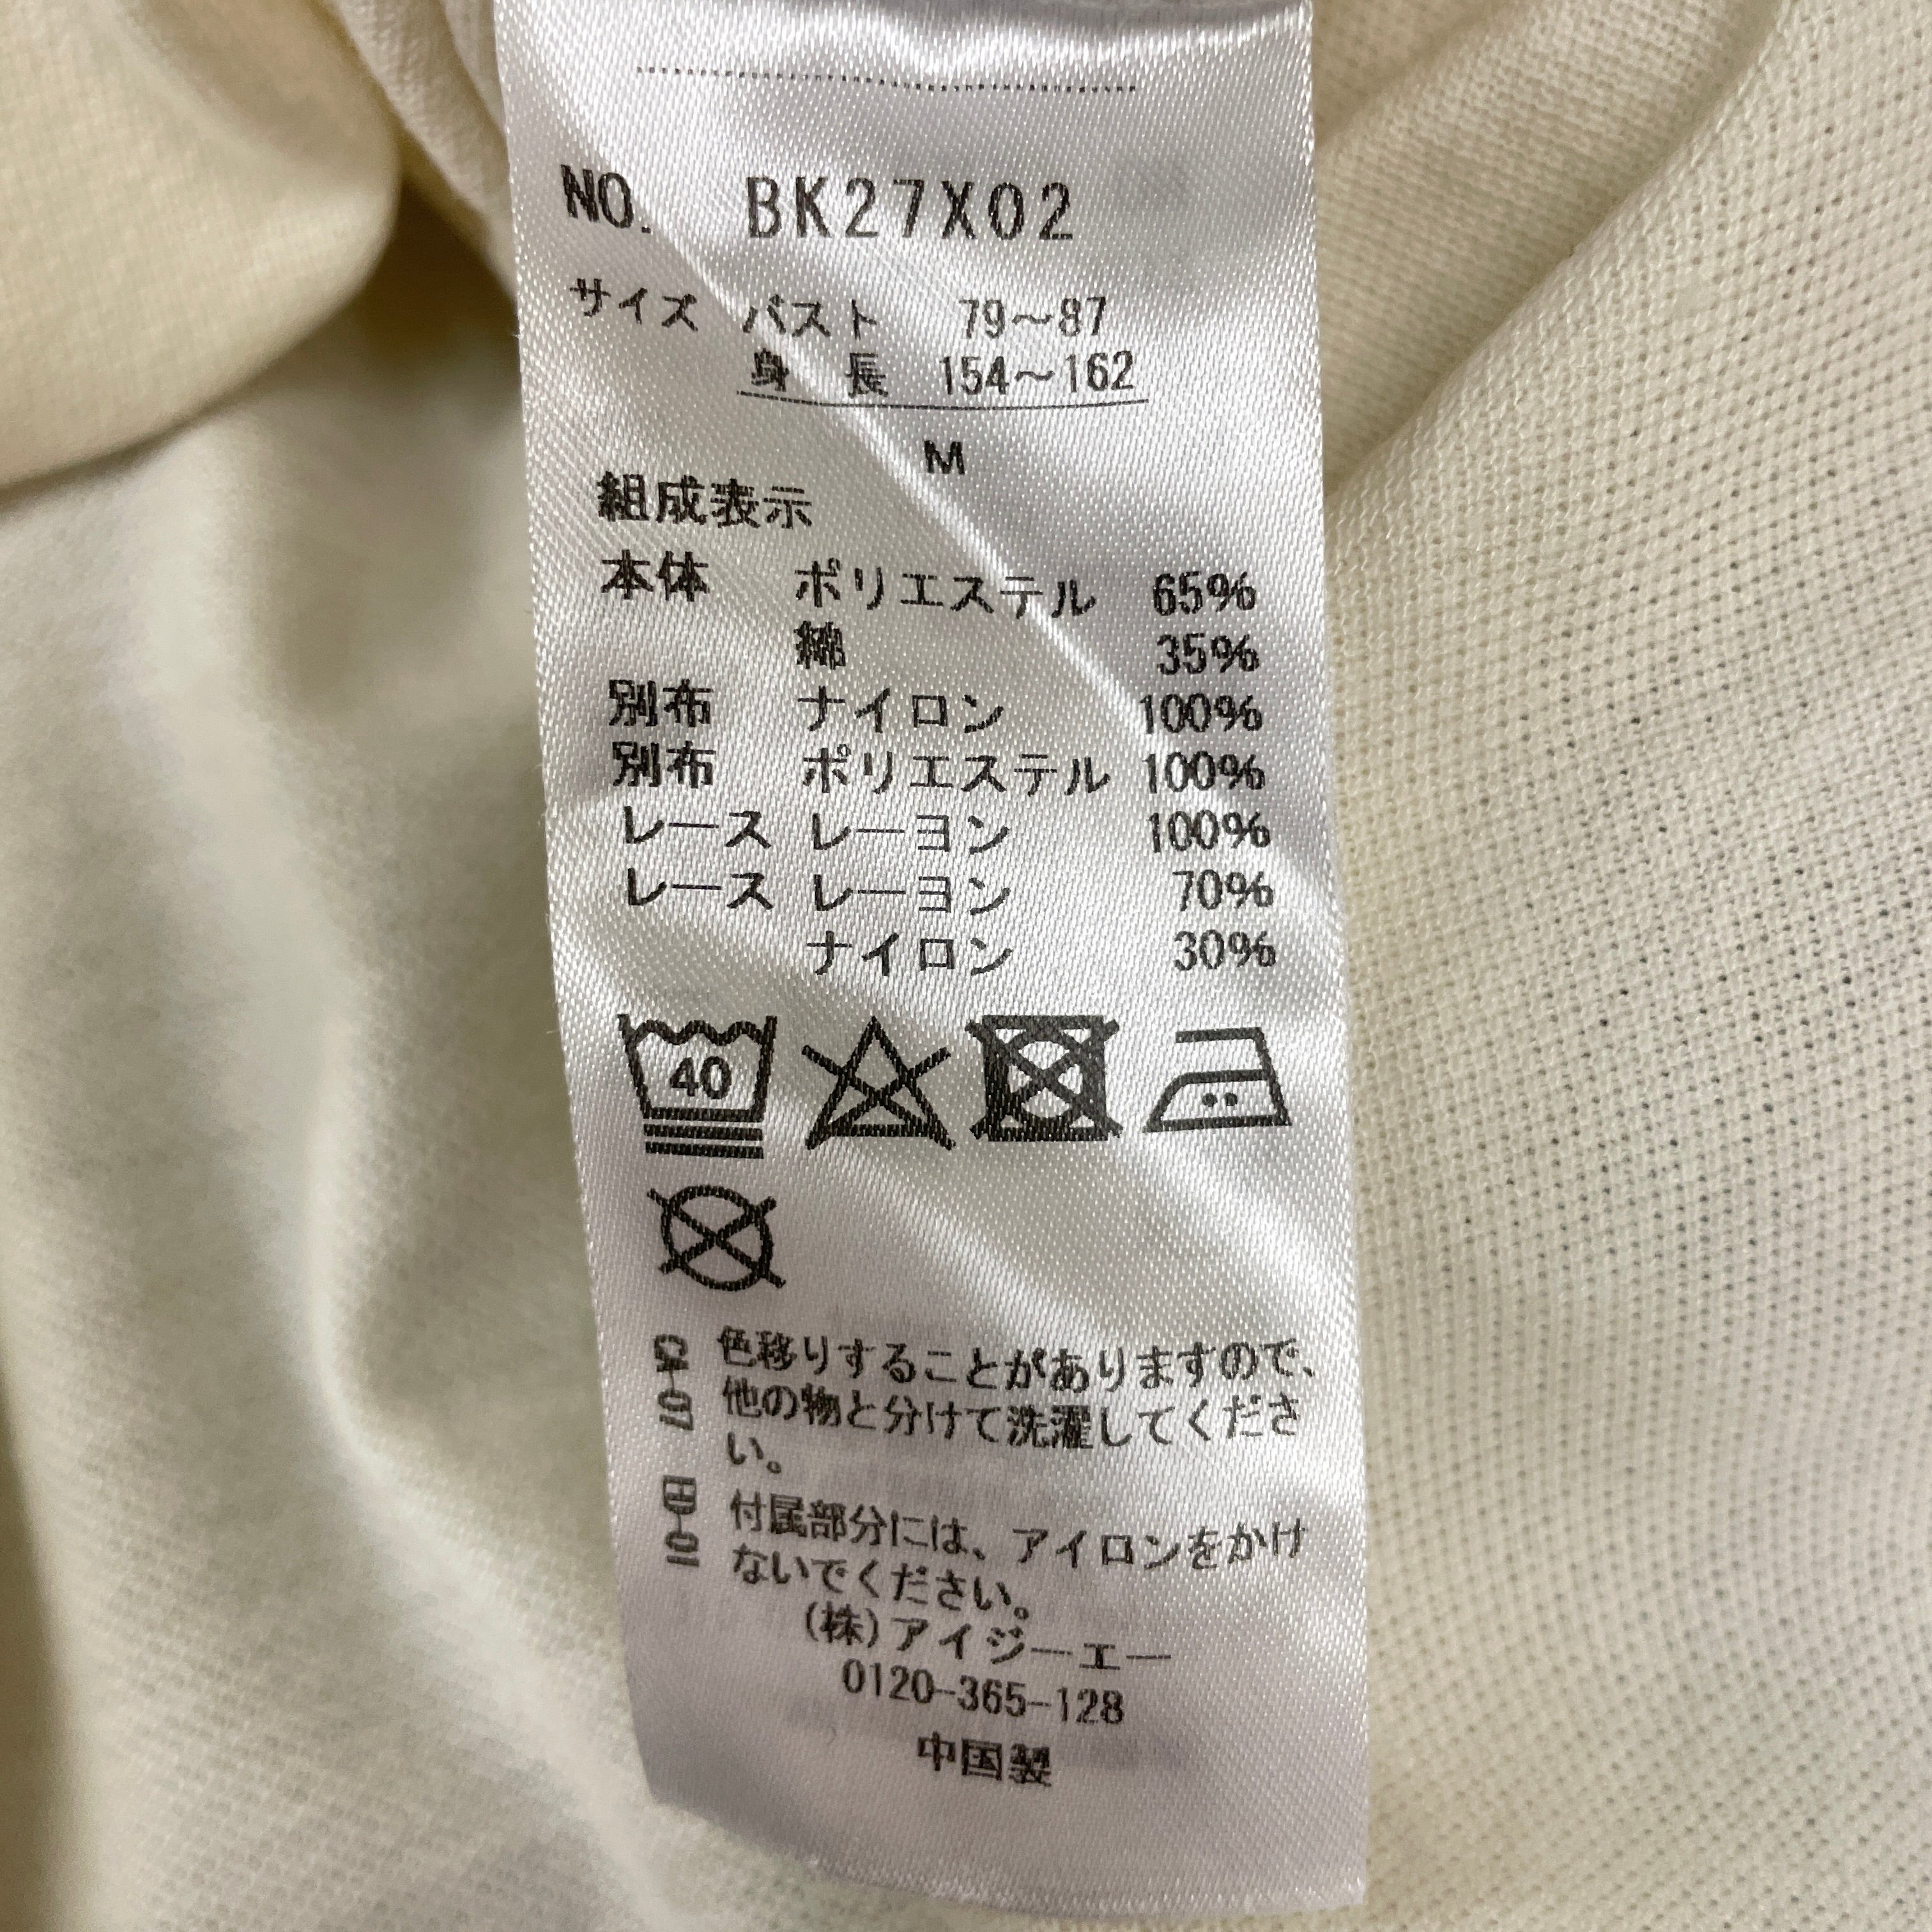 NO. BK27X02
サイズ バスト 79～87
身 長 154～162
M
組成表示
本体 ポリエステル 65%
綿 35%
別布 ナイロン 100%
別布 ポリエステル 100%
レース レーヨン 100%
レース レーヨン 70%
ナイロン 30%
40
CA-07 色移りすることがありますので、
他の物と分けて洗濯してくださ
い。
ED-01 付属部分には、アイロンをかけ
ないでください。
(株)アイジーエー
0120-365-128
中国製